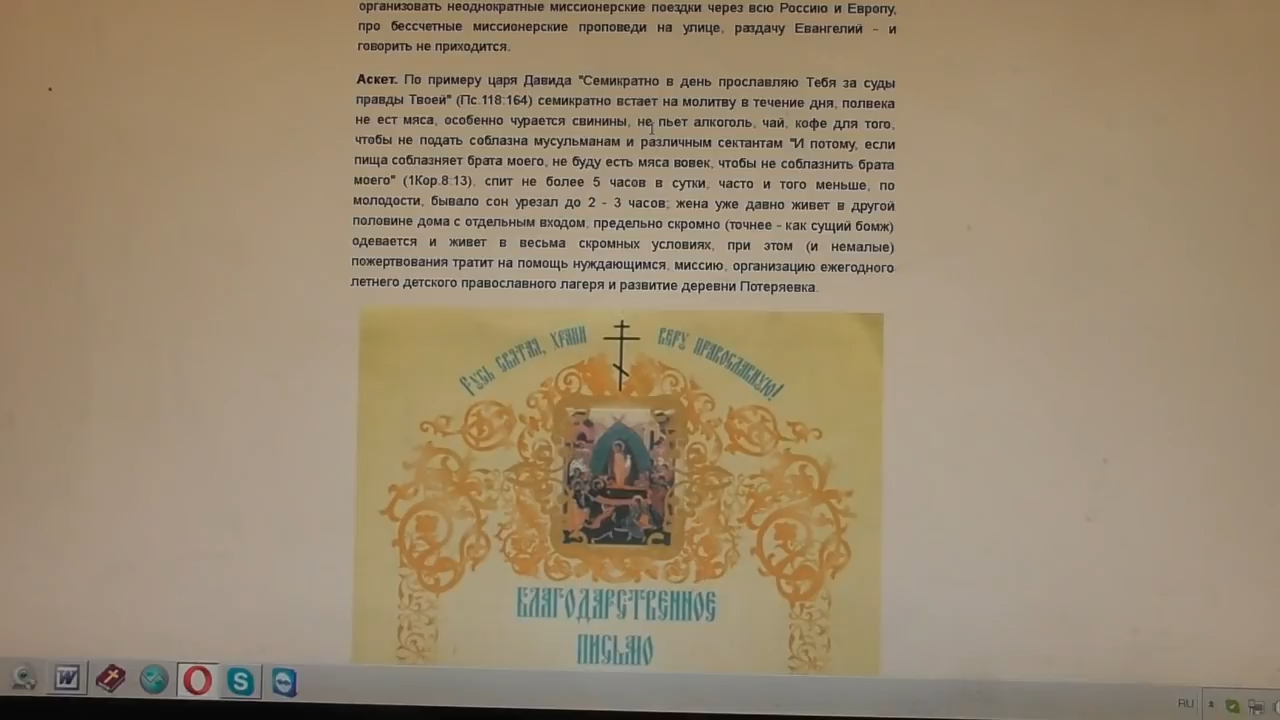 организовать неоднократные миссионерские поездки через всю Россию и Европу,
про бессчетные миссионерские проповеди на улице, раздачу Евангелий - и
говорить не приходится.
Аскет. По примеру царя Давида "Семикратно в день прославляю Тебя за суды
правды Твоей" (Пс.118:164) семикратно встает на молитву в течение дня, полвека
не ест мяса, особенно чурается свинины, не пьет алкоголь, чай, кофе для того,
чтобы не подать соблазна мусульманам и различным сектантам "И потому, если
пища соблазняет брата моего, не буду есть мяса вовек, чтобы не соблазнить брата
моего" (1Кор.8:13), спит не более 5 часов в сутки, часто и того меньше, по
молодости, бывало сон урезал до 2 - 3 часов; жена уже давно живет в другой
половине дома с отдельным входом, предельно скромно (точнее - как сущий бомж)
одевается и живет в весьма скромных условиях, при этом (и немалые)
пожертвования тратит на помощь нуждающимся, миссию, организацию ежегодного
летнего детского православного лагеря и развитие деревни Потеряевка.
Русь святая, храни веру православную!
БЛАГОДАРСТВЕННОЕ
ПИСЬМО
RU